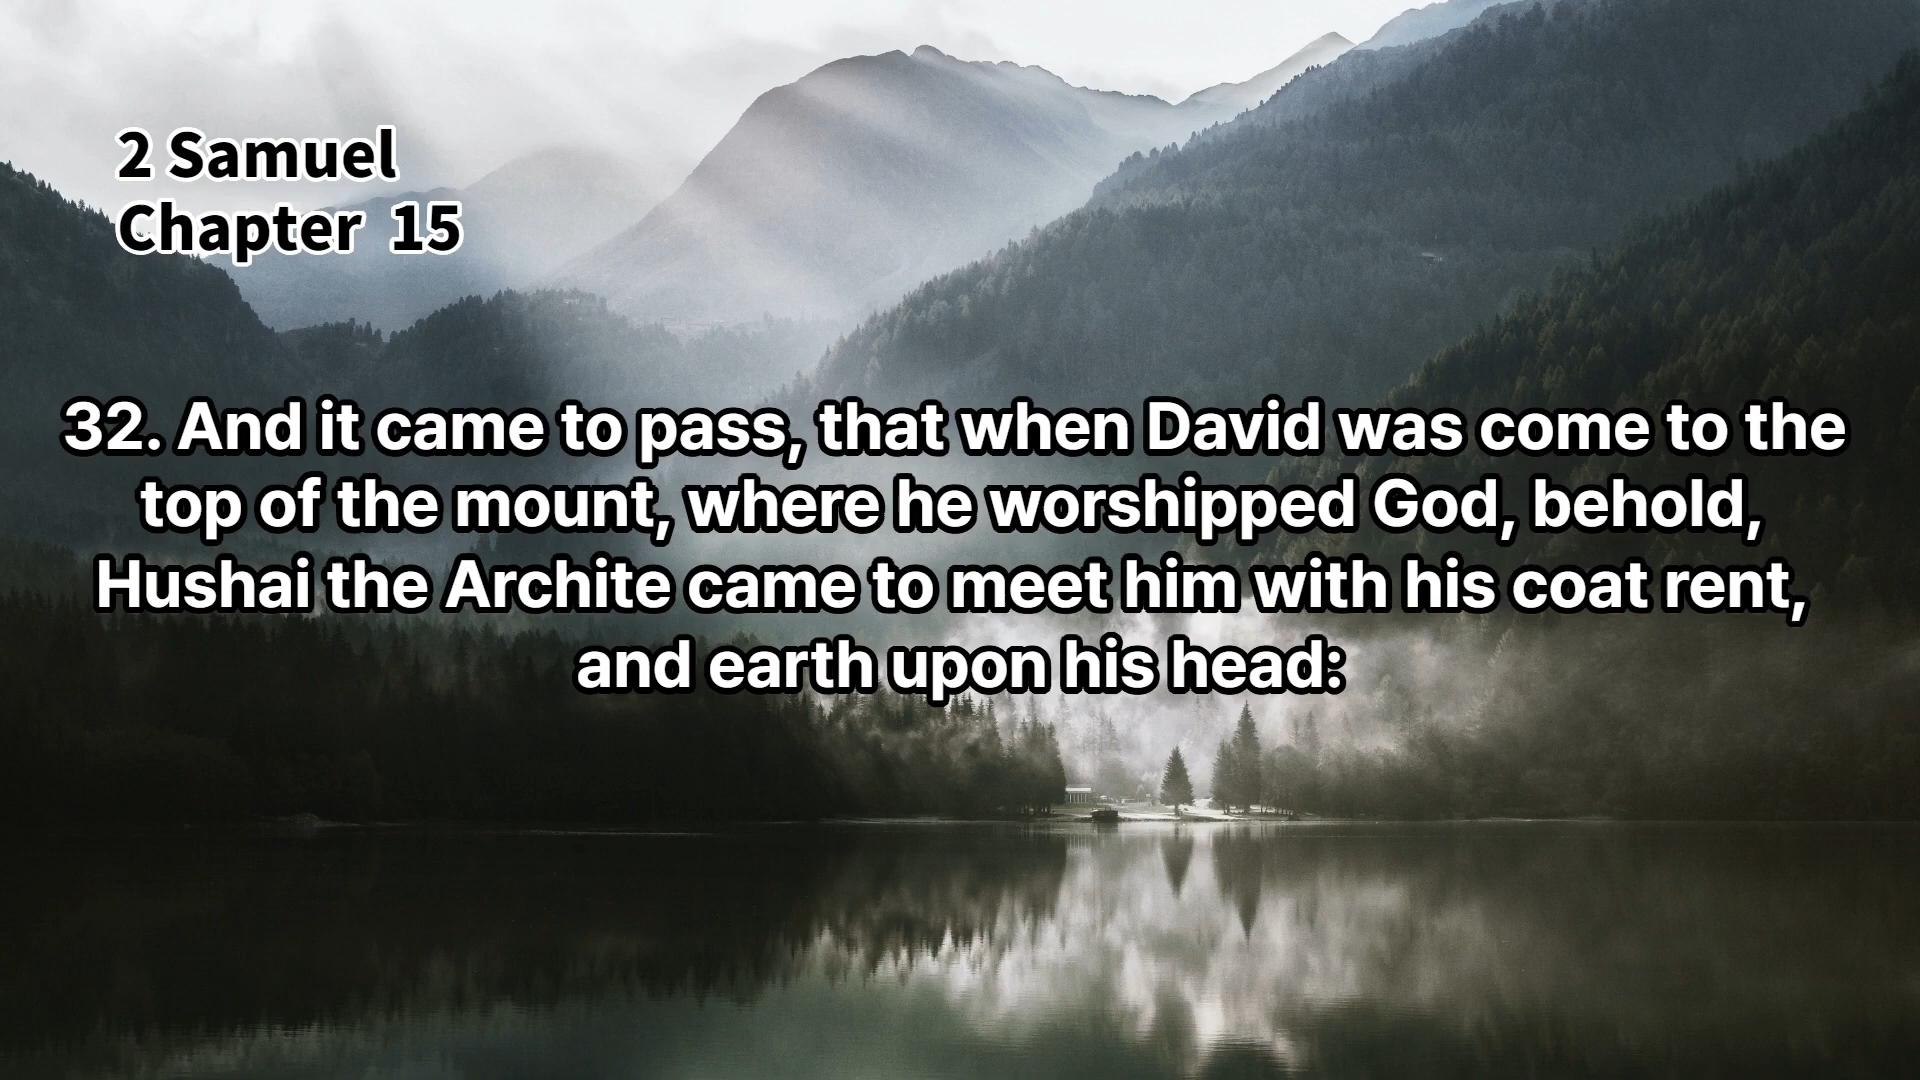 2 Samuel
Chapter 15
32. And it came to pass, that when David was come to the
top of the mount, where he worshipped God, behold,
Hushai the Archite came to meet him with his coat rent,
and earth upon his head: